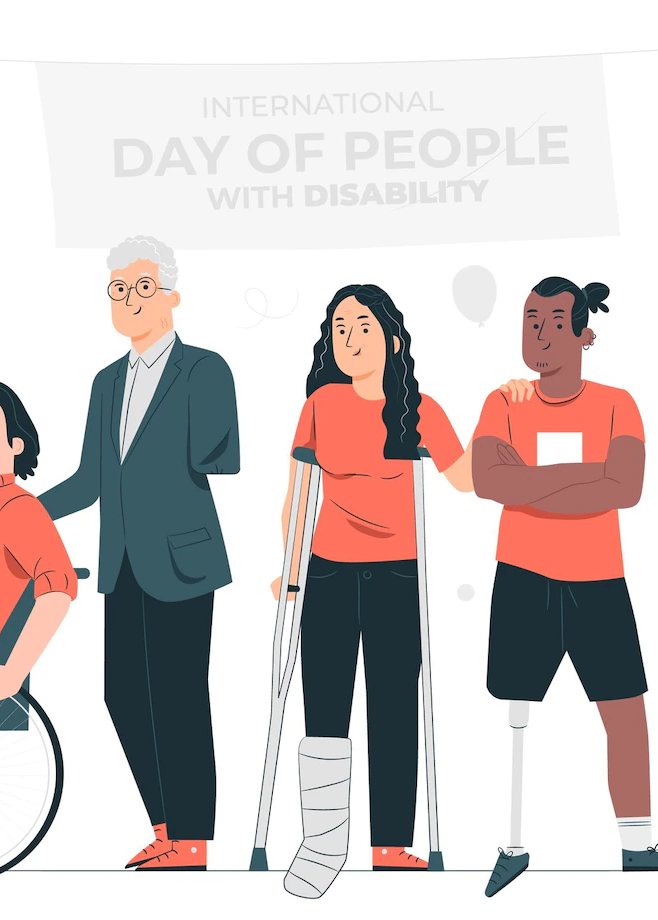 INTERNATIONAL
DAY OF PEOPLE
WITH DISABILITY